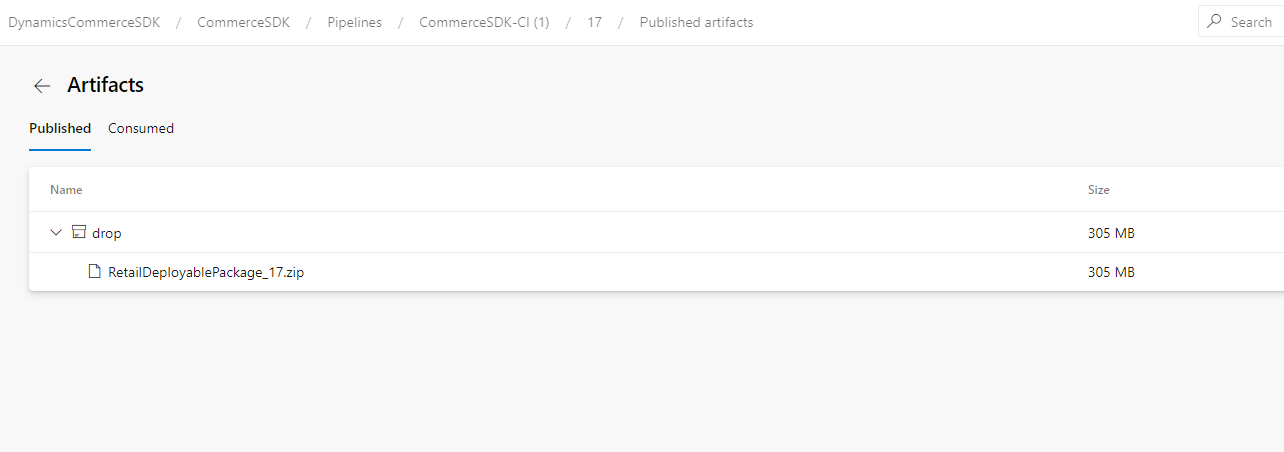 DynamicsCommerceSDK / CommerceSDK / Pipelines / CommerceSDK-CI (1) / 17 / Published artifacts Search
Artifacts
Published Consumed
Name Size
drop 305 MB
RetailDeployablePackage_17.zip 305 MB